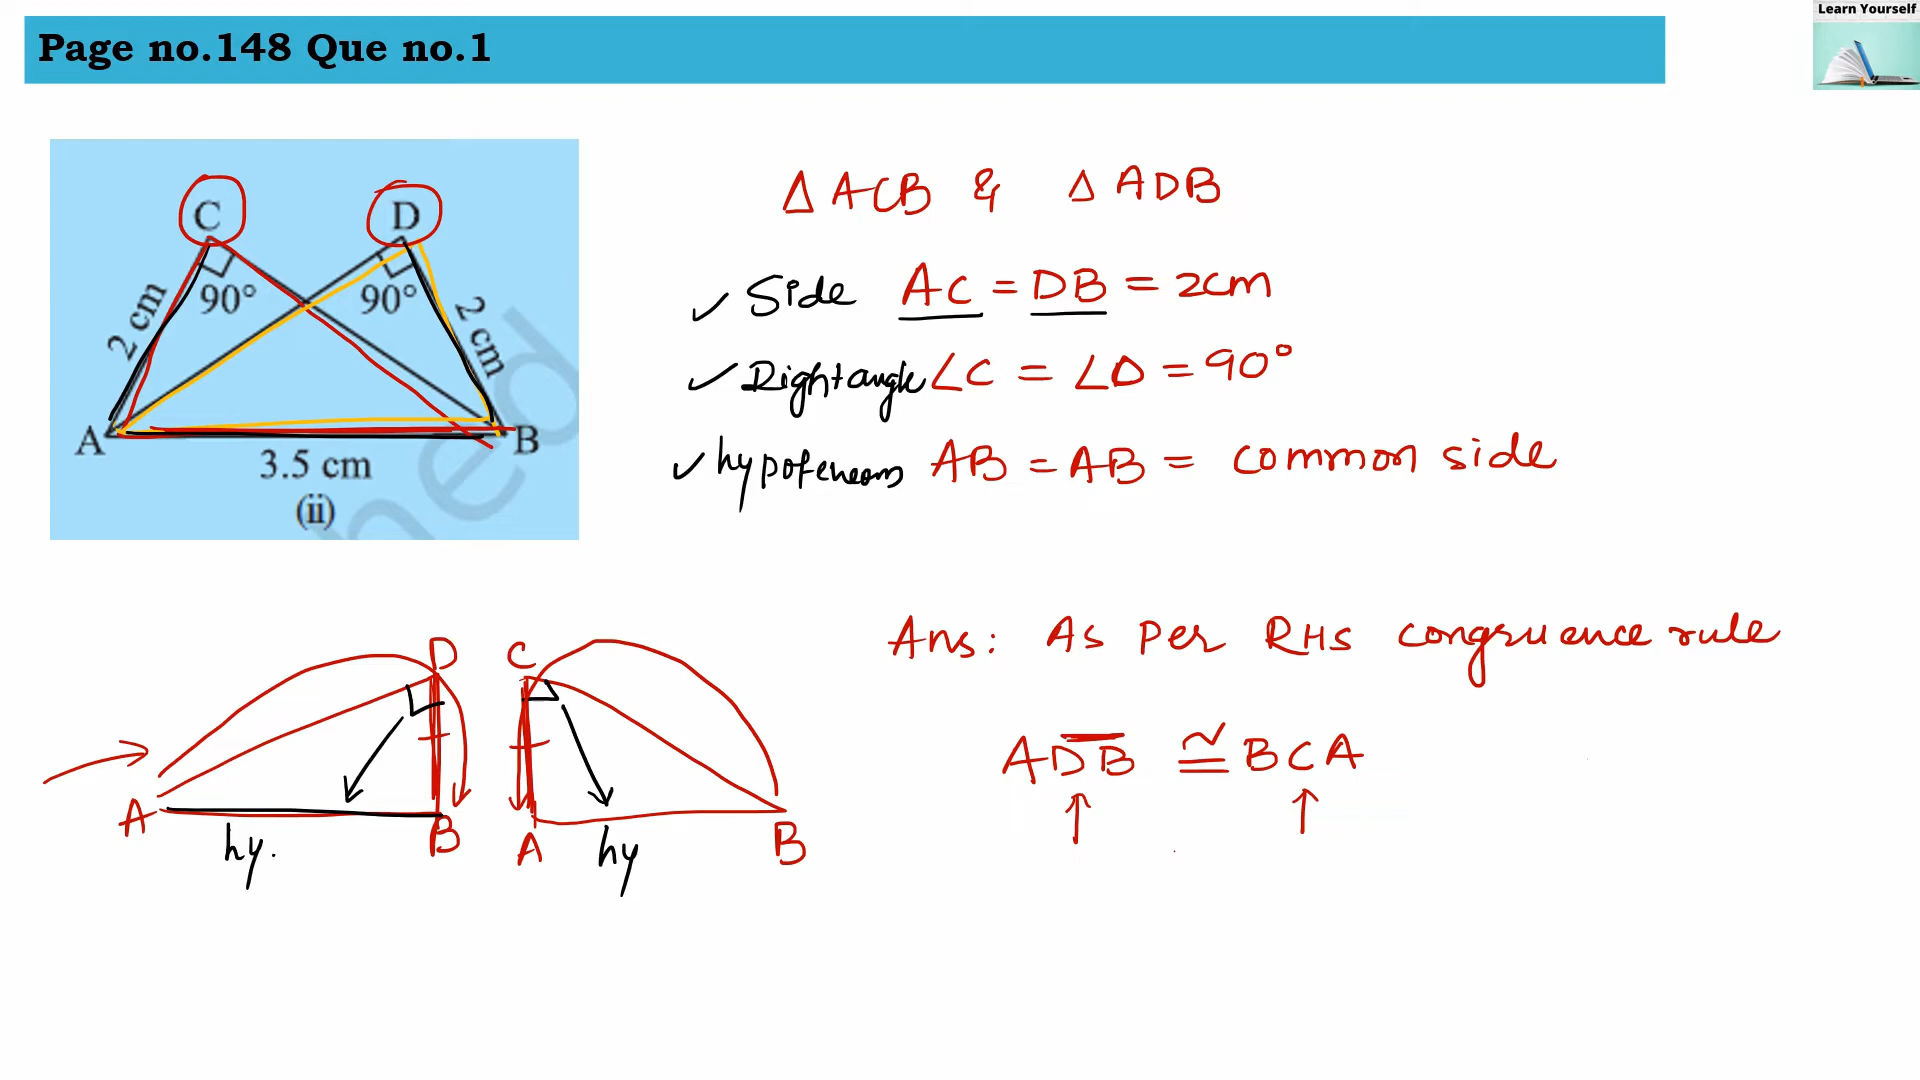 Learn Yourself
Page no.148 Que no.1
C D
90° 90°
2 cm 2 cm
A B
3.5 cm
(ii)
Δ ACB & Δ ADB
Side AC = DB = 2cm
Rightangle ∠C = ∠D = 90°
AB = AB = common side
Ans: As Per RHS congruence rule
ADB ≅ BCA
D C
A B A B
hy. hy